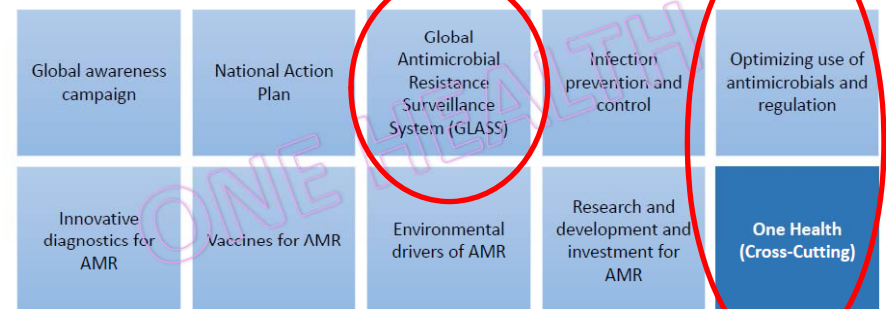 Global awareness
campaign
National Action
Plan
Global
Antimicrobial
Resistance
Surveillance
System (GLASS)
Infection
prevention and
control
Optimizing use of
antimicrobials and
regulation
Innovative
diagnostics for
AMR
Vaccines for AMR
Environmental
drivers of AMR
Research and
development and
investment for
AMR
One Health
(Cross-Cutting)
ONE HEALTH